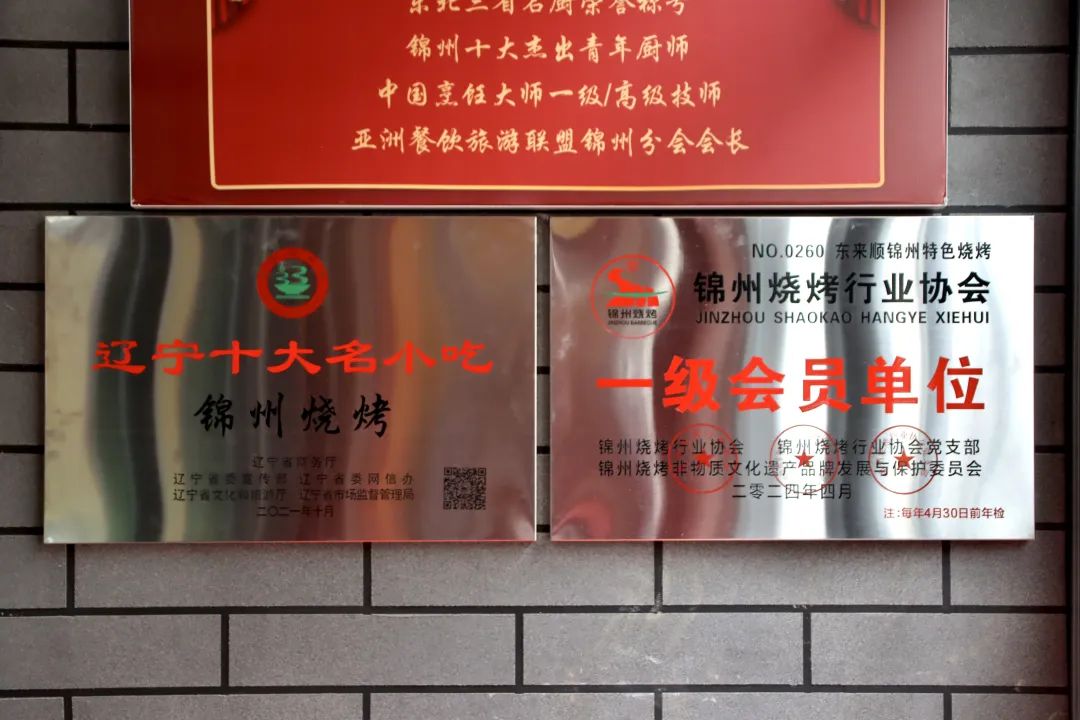 东北三省名厨荣誉称号
锦州十大杰出青年厨师
中国烹饪大师一级/高级技师
亚洲餐饮旅游联盟锦州分会会长
辽宁十大名小吃
锦州烧烤
辽宁省商务厅
辽宁省委宣传部 辽宁省委网信办
辽宁省文化和旅游厅 辽宁省市场监督管理局
二〇二一年十月
NO.0260 东来顺锦州特色烧烤
锦州烧烤行业协会
JINZHOU SHAOKAO HANGYE XIEHUI
锦州烧烤
JINZHOU BARBECUE
一级会员单位
锦州烧烤行业协会 锦州烧烤行业协会党支部
锦州烧烤非物质文化遗产品牌发展与保护委员会
二零二四年四月
注:每年4月30日前年检